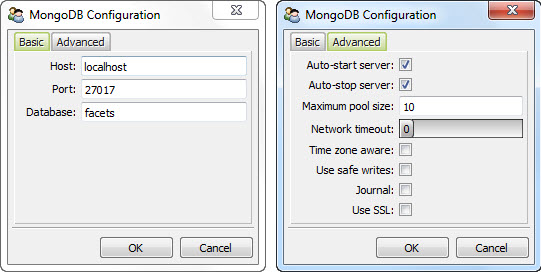 MongoDB Configuration
Basic Advanced
Host: localhost
Port: 27017
Database: facets
OK Cancel
MongoDB Configuration
Basic Advanced
Auto-start server:
Auto-stop server:
Maximum pool size: 10
Network timeout: 0
Time zone aware:
Use safe writes:
Journal:
Use SSL:
OK Cancel